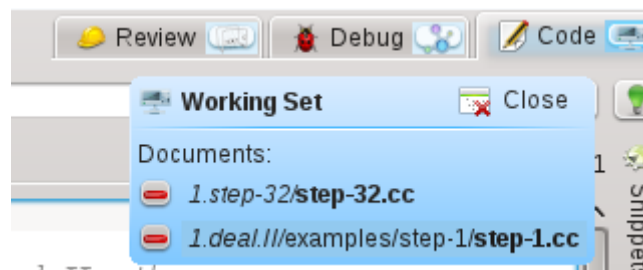 Review Debug Code
Working Set Close
Documents:
1
1.step-32/step-32.cc
1.deal.II/examples/step-1/step-1.cc